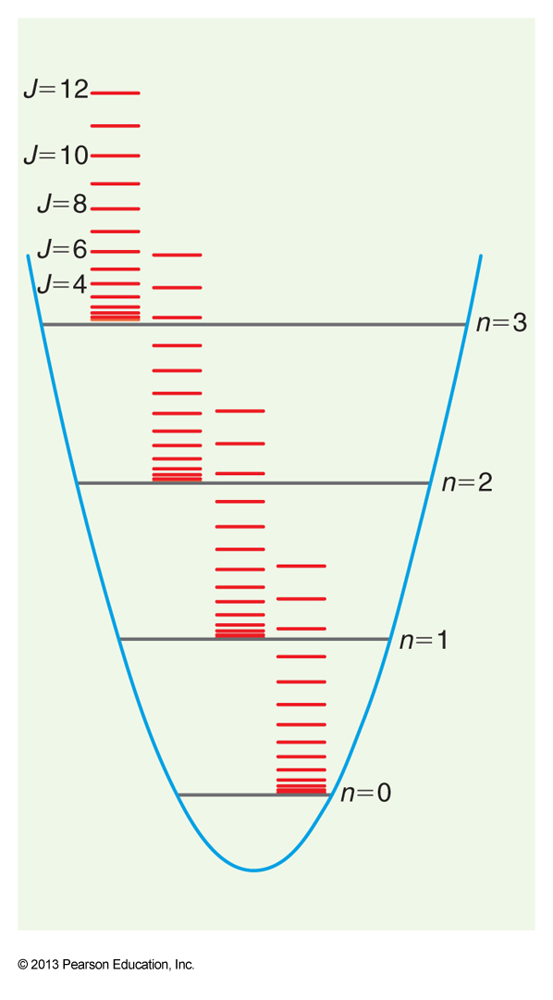 J=12
J=10
J=8
J=6
J=4
n=3
n=2
n=1
n=0
© 2013 Pearson Education, Inc.